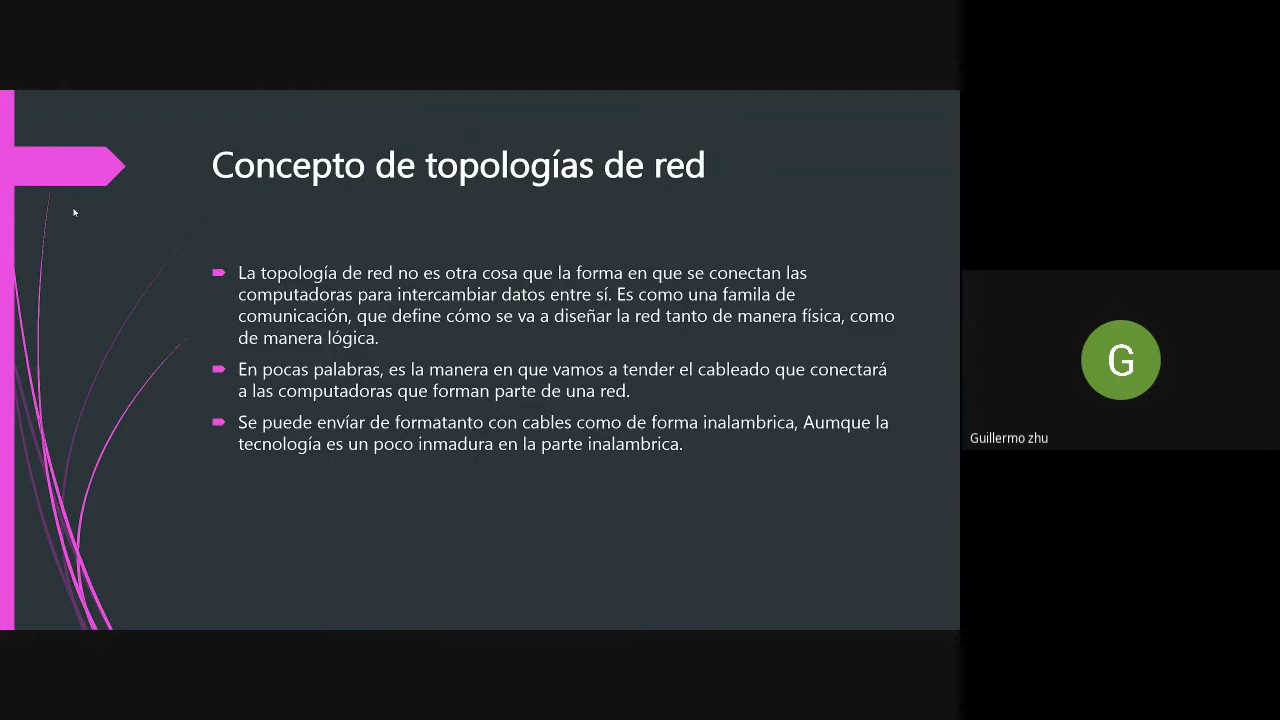 Concepto de topologías de red
La topología de red no es otra cosa que la forma en que se conectan las
computadoras para intercambiar datos entre sí. Es como una famila de
comunicación, que define cómo se va a diseñar la red tanto de manera física, como
de manera lógica.
En pocas palabras, es la manera en que vamos a tender el cableado que conectará
a las computadoras que forman parte de una red.
Se puede envíar de formatanto con cables como de forma inalambrica, Aumque la
tecnología es un poco inmadura en la parte inalambrica.
G
Guillermo zhu